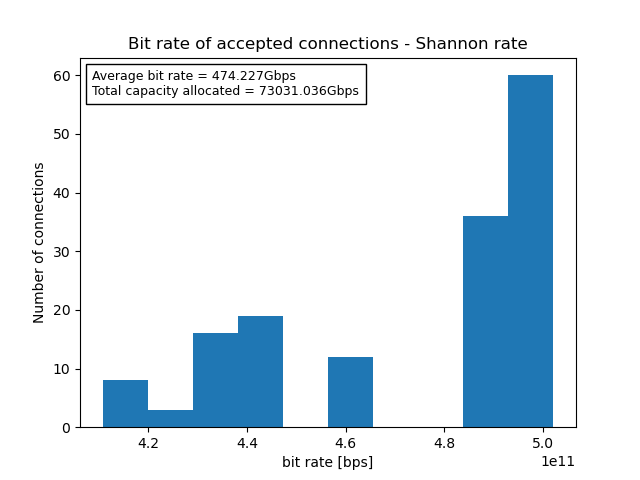 Bit rate of accepted connections - Shannon rate
Average bit rate = 474.227Gbps
Total capacity allocated = 73031.036Gbps
60
50
40
30
20
10
0
Number of connections
4.2 4.4 4.6 4.8 5.0
1e11
bit rate [bps]